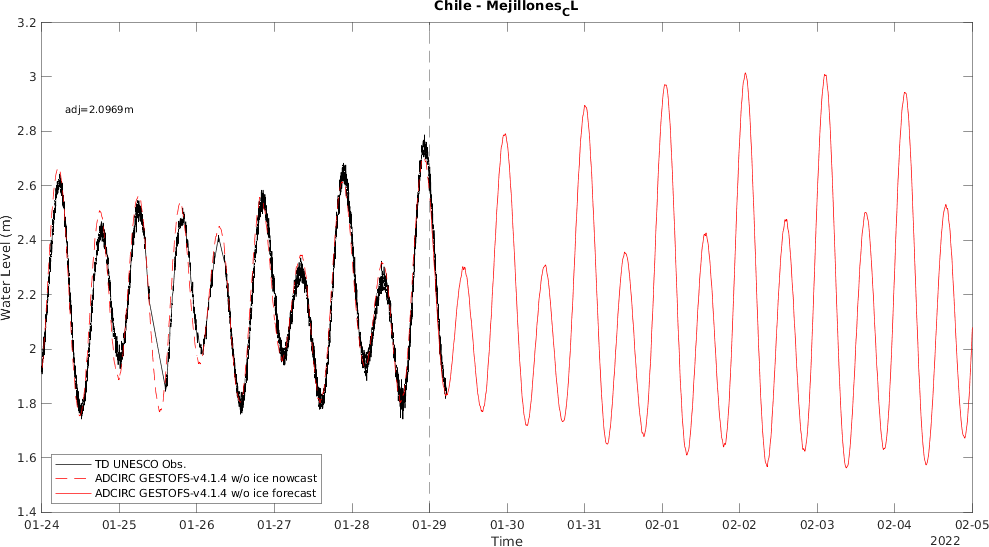 Chile - Mejillones_CL
3.2
3
2.8
2.6
2.4
2.2
2
1.8
1.6
1.4
Water Level (m)
adj=2.0969m
TD UNESCO Obs.
ADCIRC GESTOFS-v4.1.4 w/o ice nowcast
ADCIRC GESTOFS-v4.1.4 w/o ice forecast
01-24 01-25 01-26 01-27 01-28 01-29 01-30 01-31 02-01 02-02 02-03 02-04 02-05
Time
2022